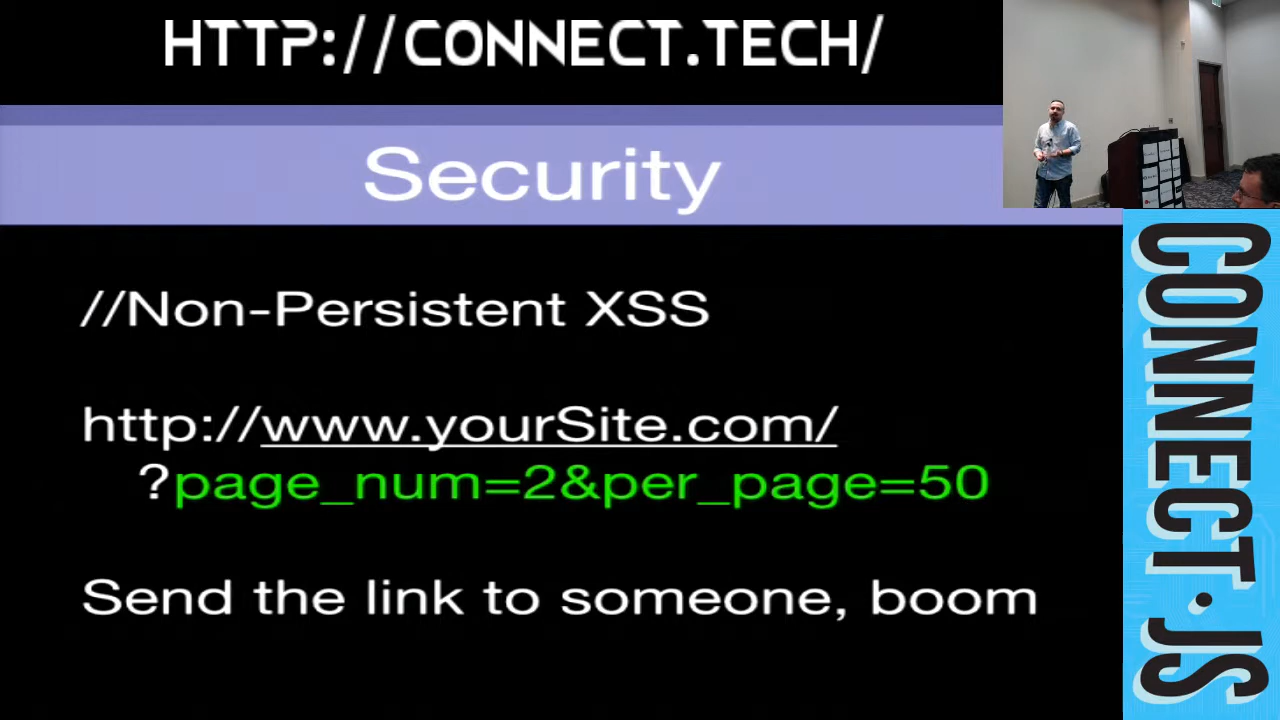 HTTP://CONNECT.TECH/
Security
//Non-Persistent XSS
http://www.yourSite.com/
?page_num=2&per_page=50
Send the link to someone, boom
CONNECT.JS